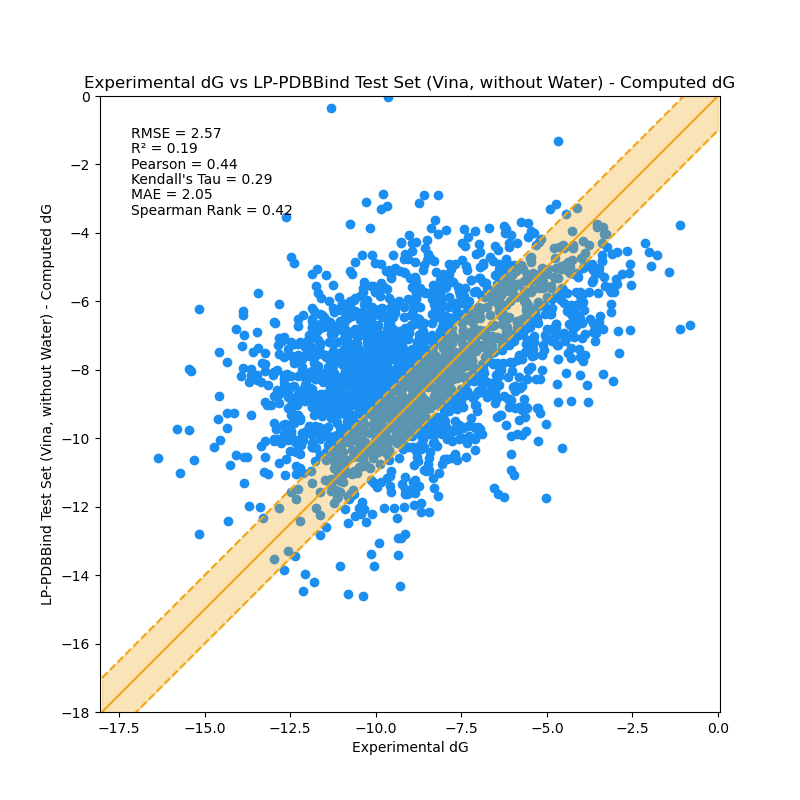 Experimental dG vs LP-PDBBind Test Set (Vina, without Water) - Computed dG
0
RMSE = 2.57
R² = 0.19
Pearson = 0.44
Kendall's Tau = 0.29
MAE = 2.05
Spearman Rank = 0.42
−2
−4
−6
−8
−10
−12
−14
−16
−18
LP-PDBBind Test Set (Vina, without Water) - Computed dG
−17.5 −15.0 −12.5 −10.0 −7.5 −5.0 −2.5 0.0
Experimental dG